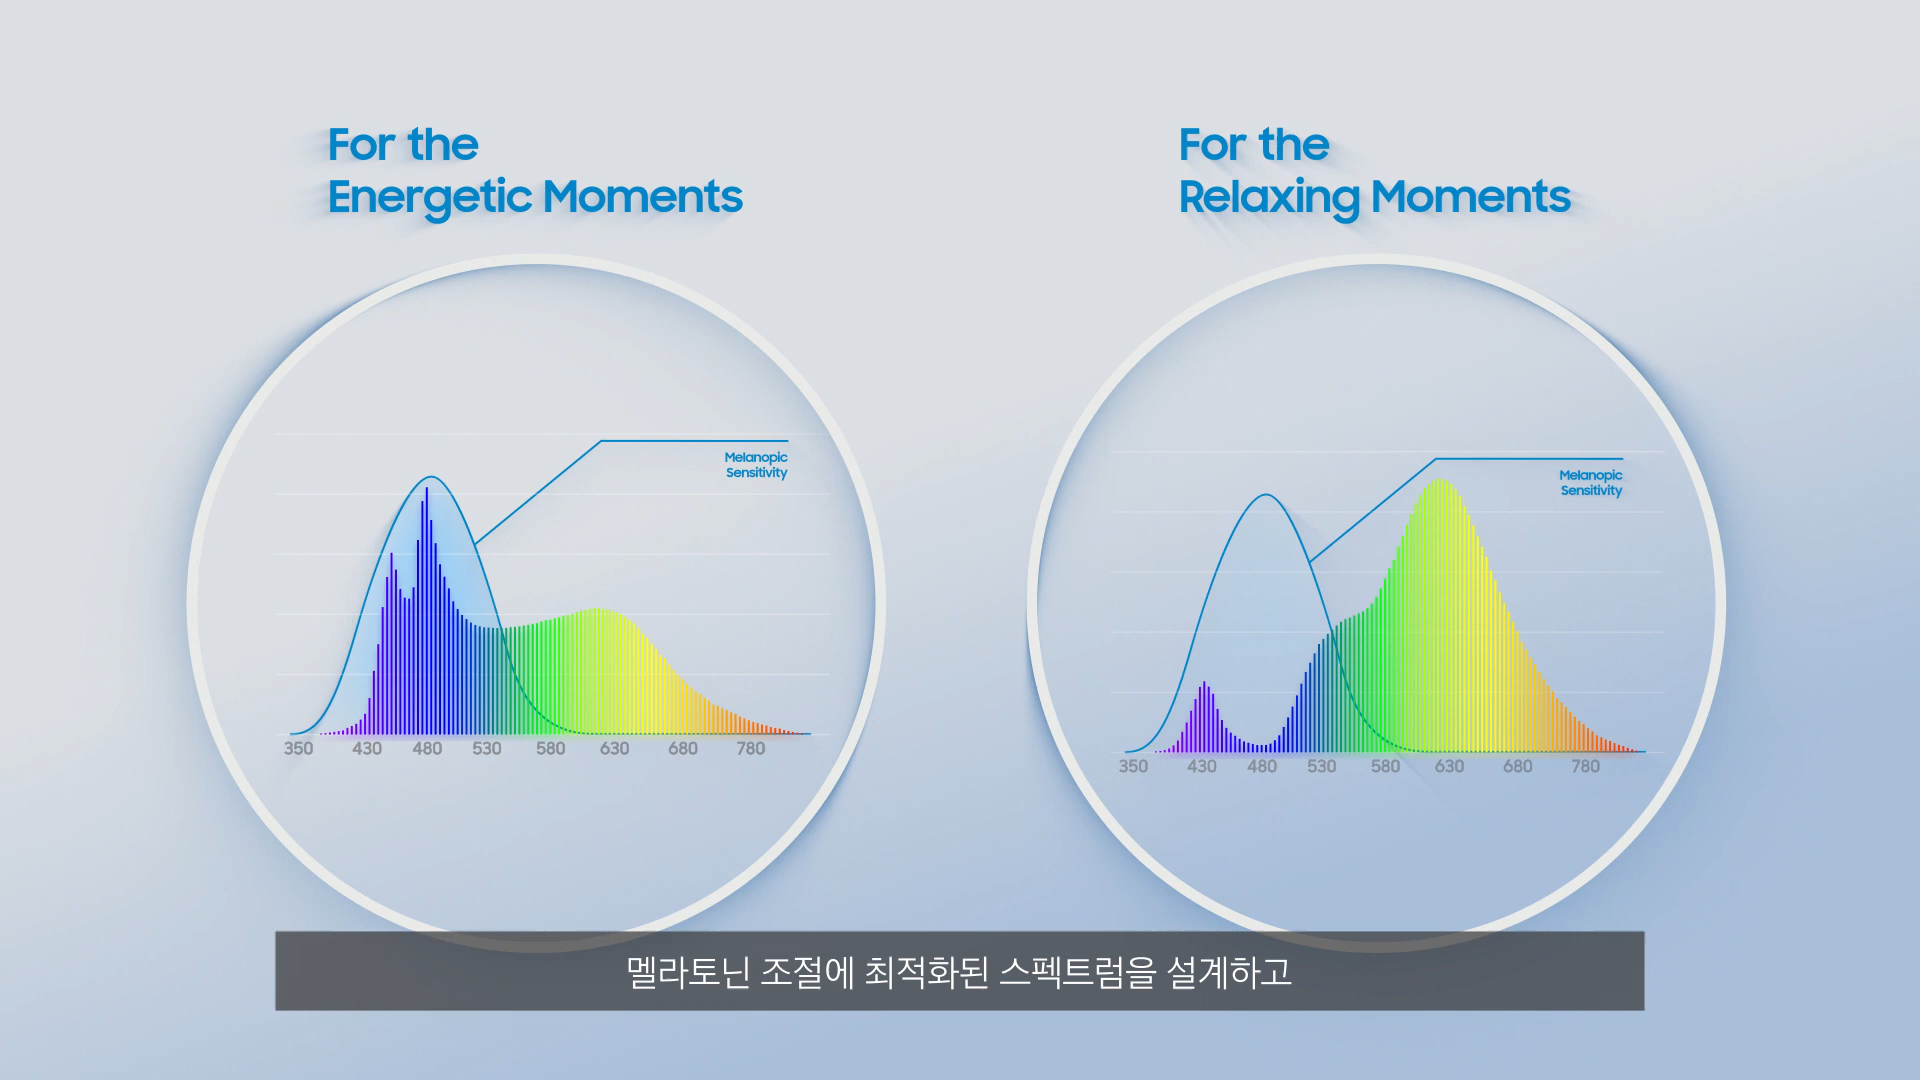 For the
Energetic Moments
For the
Relaxing Moments
Melanopic
Sensitivity
350 430 480 530 580 630 680 780
Melanopic
Sensitivity
350 430 480 530 580 630 680 780
멜라토닌 조절에 최적화된 스펙트럼을 설계하고